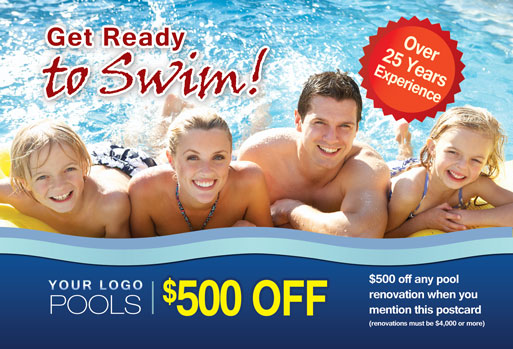 Get Ready
to Swim!
Over
25 Years
Experience
YOUR LOGO
POOLS
$500 OFF
$500 off any pool
renovation when you
mention this postcard
(renovations must be $4,000 or more)